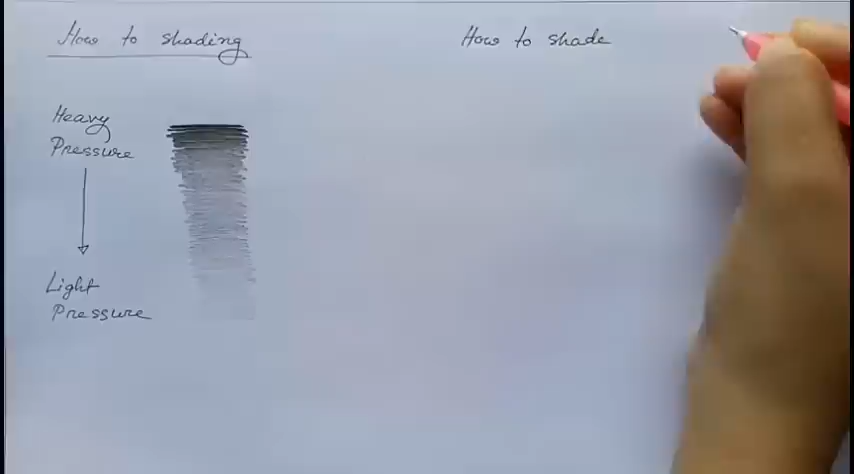 How to shading
How to shade
Heavy
Pressure
Light
Pressure